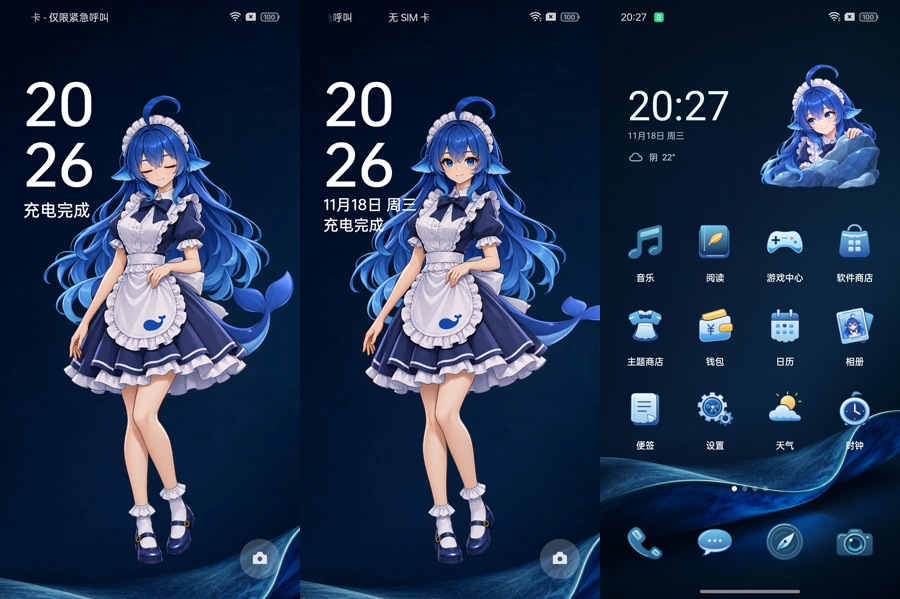 卡 - 仅限紧急呼叫
100
20
26
充电完成
呼叫
无 SIM 卡
100
20
26
11月18日 周三
充电完成
20:27
100
20:27
11月18日 周三
阴 22°
音乐
阅读
游戏中心
软件商店
主题商店
钱包
日历
相册
便签
设置
天气
时钟